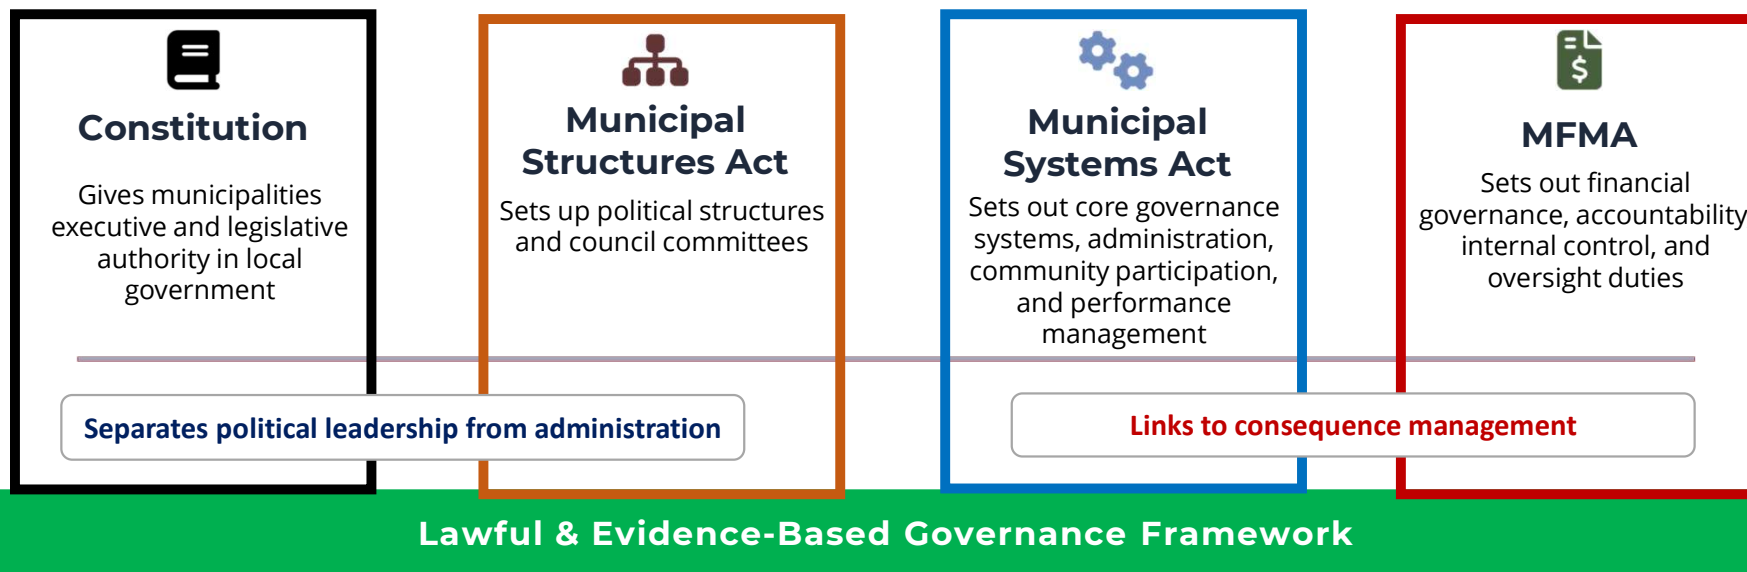 Constitution
Gives municipalities
executive and legislative
authority in local
government
Municipal
Structures Act
Sets up political structures
and council committees
Municipal
Systems Act
Sets out core governance
systems, administration,
community participation,
and performance
management
$
MFMA
Sets out financial
governance, accountability
internal control, and
oversight duties
Separates political leadership from administration
Links to consequence management
Lawful & Evidence-Based Governance Framework